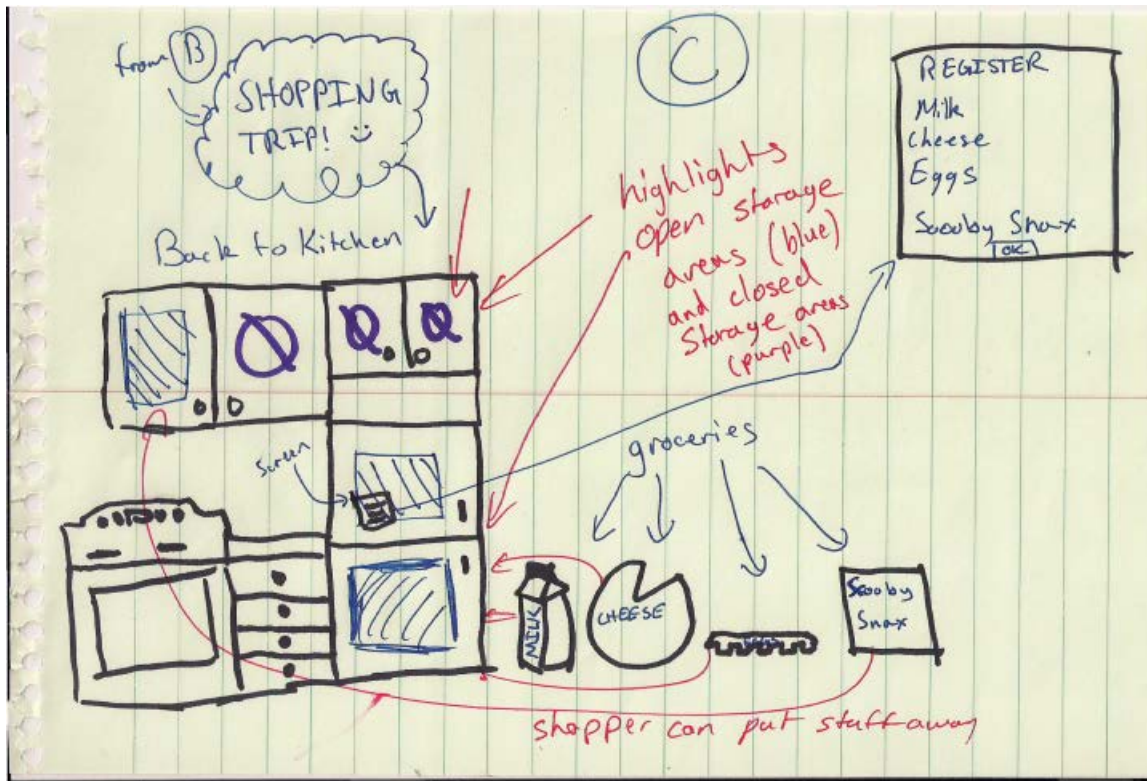 from B
SHOPPING
TRIP!
C
Back to Kitchen
highlights
open storage
areas (blue)
and closed
Storage areas
(purple)
REGISTER
Milk
Cheese
Eggs
Scooby Snax
OK
screen
groceries
MILK
CHEESE
Scooby
Snax
shopper can put stuff away